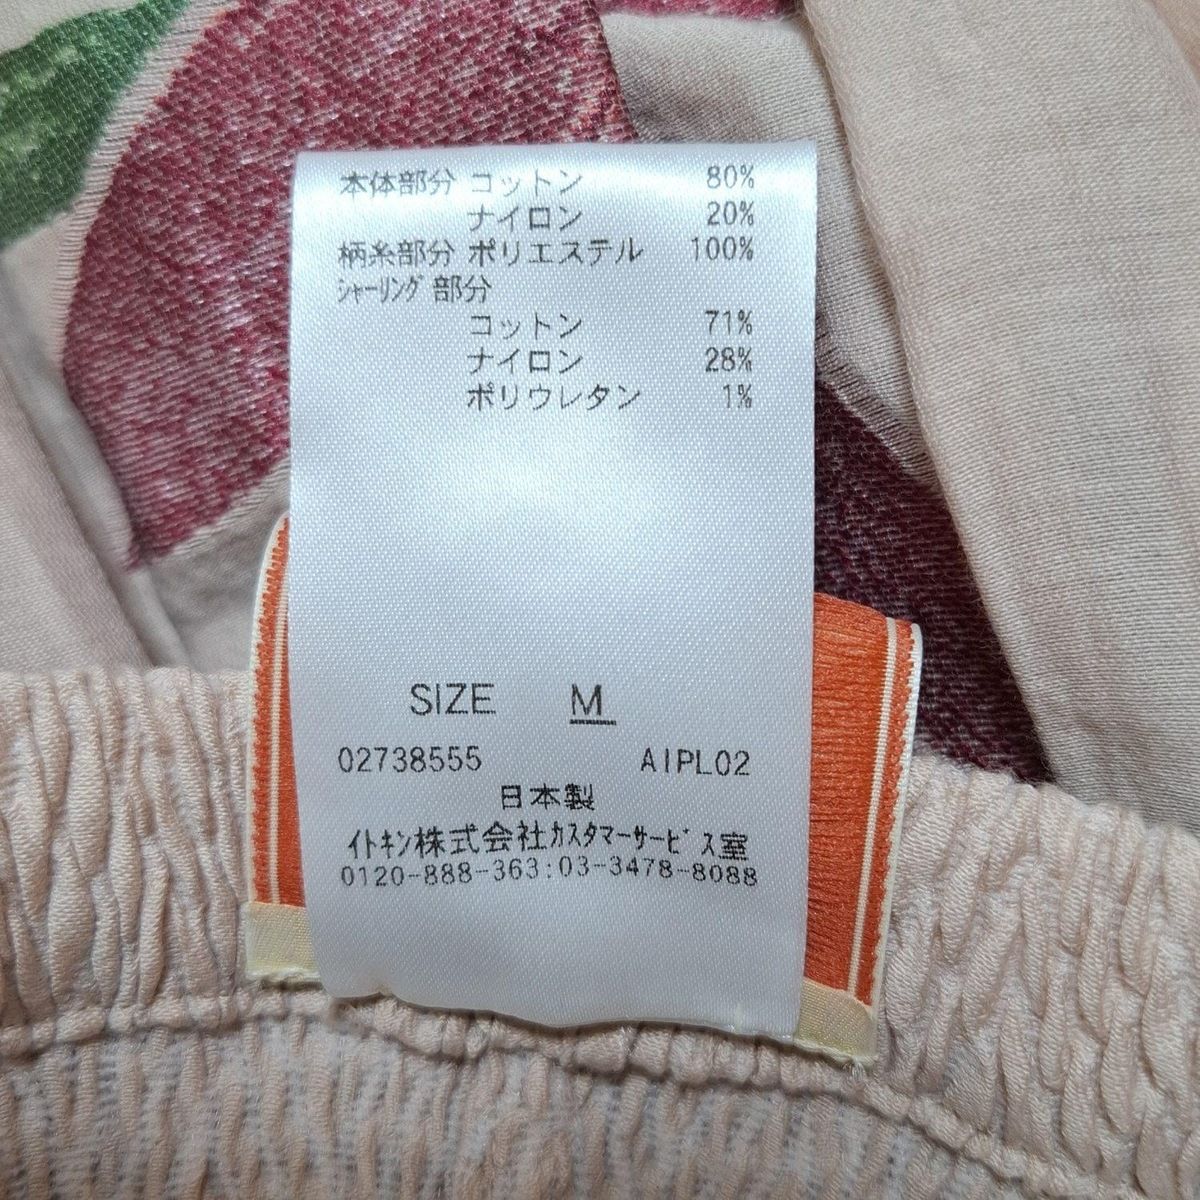 本体部分 コットン 80%
ナイロン 20%
柄糸部分 ポリエステル 100%
ｼｬｰﾘﾝｸﾞ 部分
コットン 71%
ナイロン 28%
ポリウレタン 1%
SIZE M
02738555 AIPL02
日本製
ｲﾄｷﾝ株式会社ｶｽﾀﾏｰｻｰﾋﾞｽ室
0120-888-363:03-3478-8088